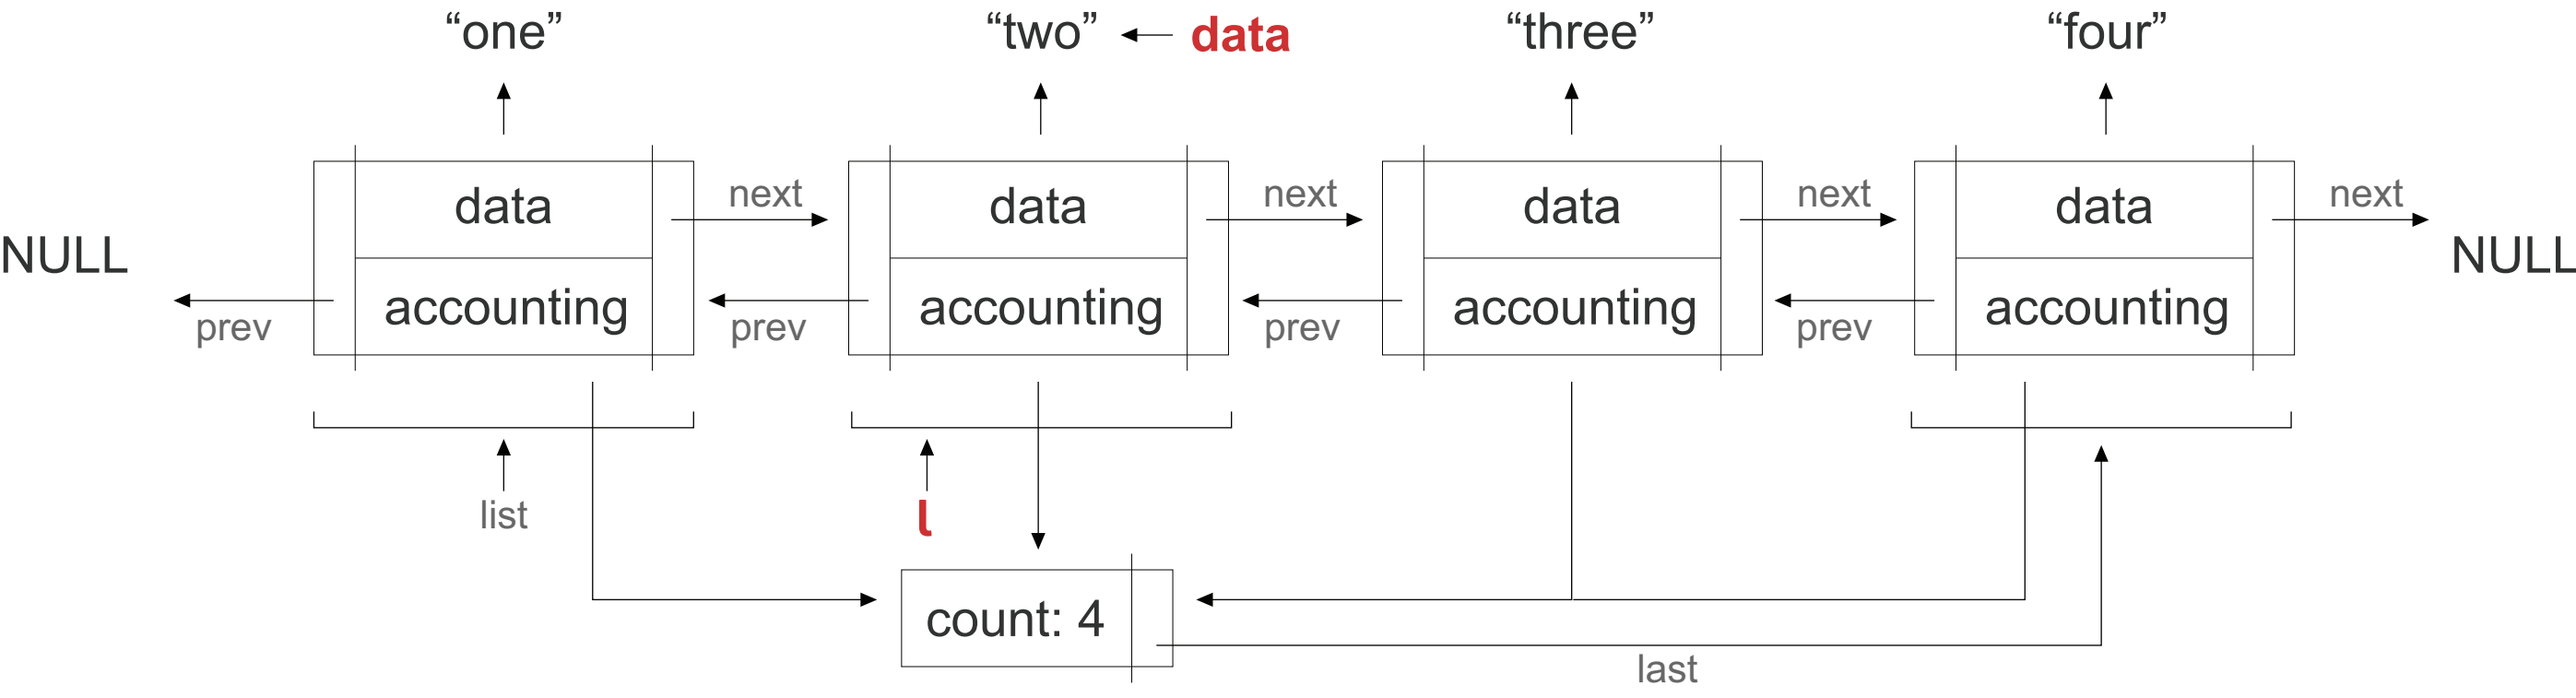 “one”
“two”
data
“three”
“four”
data
next
data
next
data
next
data
next
NULL
NULL
prev
accounting
prev
accounting
prev
accounting
prev
accounting
list
l
count: 4
last